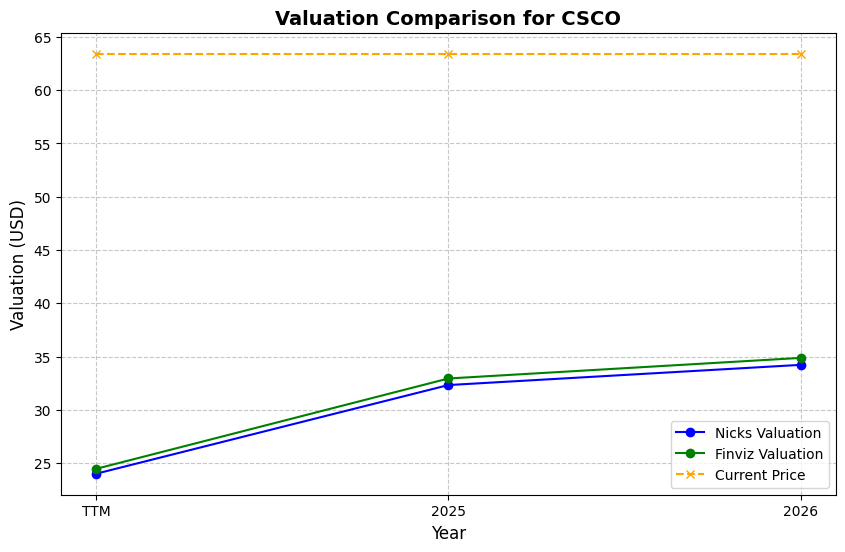 Valuation Comparison for CSCO
Valuation (USD)
65
60
55
50
45
40
35
30
25
TTM
2025
2026
Year
Nicks Valuation
Finviz Valuation
Current Price